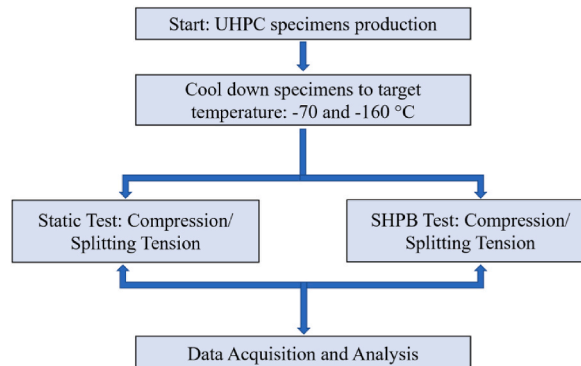 Start: UHPC specimens production
Cool down specimens to target
temperature: -70 and -160 °C
Static Test: Compression/
Splitting Tension
SHPB Test: Compression/
Splitting Tension
Data Acquisition and Analysis